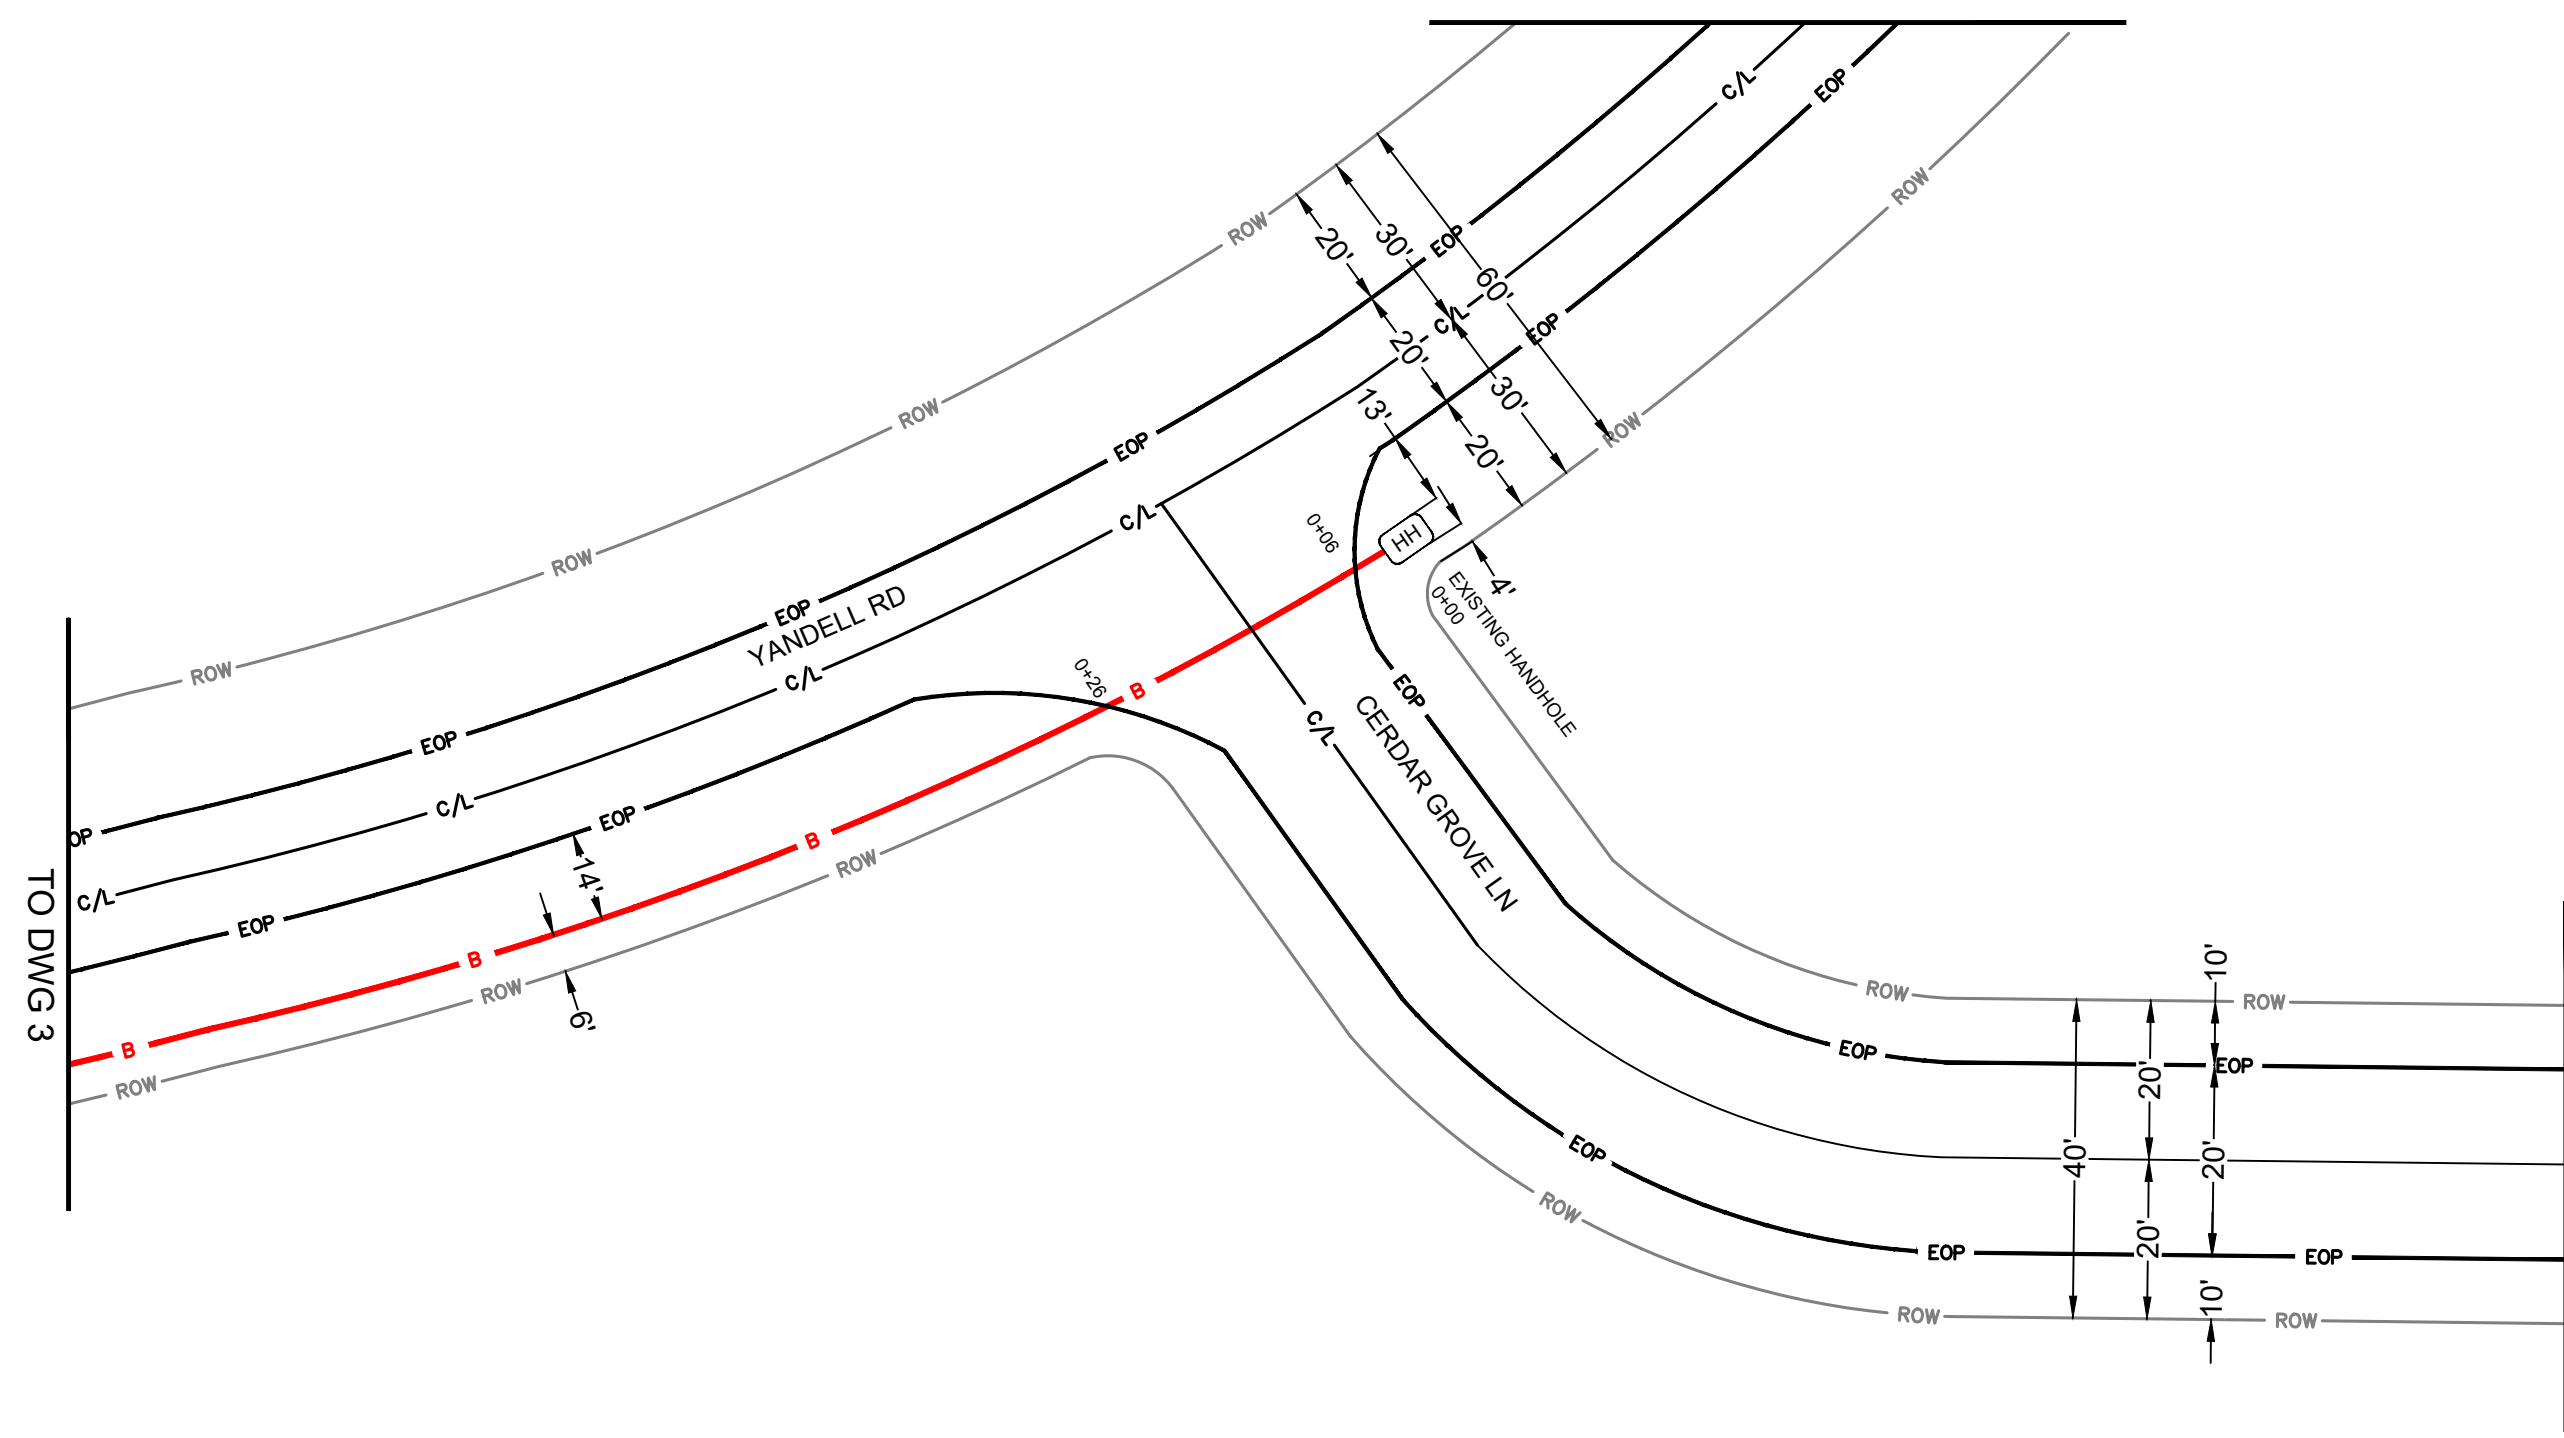 C/L
EOP
ROW
ROW
EOP
30'
20'
60'
C/L
EOP
20'
30'
13'
ROW
ROW
20'
EOP
C/L
0+06
HH
ROW
4'
EXISTING HANDHOLE
0+00
EOP
YANDELL RD
C/L
0+26
B
EOP
ROW
C/L
CERDAR GROVE LN
EOP
C/L
EOP
B
OP
ROW
14'
C/L
EOP
TO DWG 3
B
ROW
6'
B
ROW
10'
ROW
ROW
EOP
20'
EOP
EOP
40'
20'
ROW
20'
EOP
EOP
10'
ROW
ROW